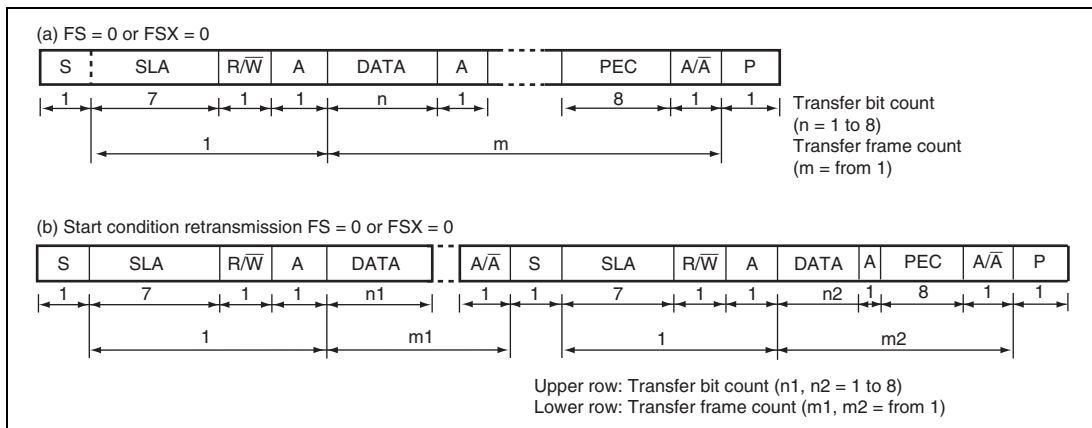 (a) FS = 0 or FSX = 0
S SLA R/W̅ A DATA A PEC A/A̅ P
1 7 1 1 n 1 8 1 1
1 m
Transfer bit count
(n = 1 to 8)
Transfer frame count
(m = from 1)
(b) Start condition retransmission FS = 0 or FSX = 0
S SLA R/W̅ A DATA A/A̅ S SLA R/W̅ A DATA A PEC A/A̅ P
1 7 1 1 n1 1 1 7 1 1 n2 1 8 1 1
1 m1 1 m2
Upper row: Transfer bit count (n1, n2 = 1 to 8)
Lower row: Transfer frame count (m1, m2 = from 1)